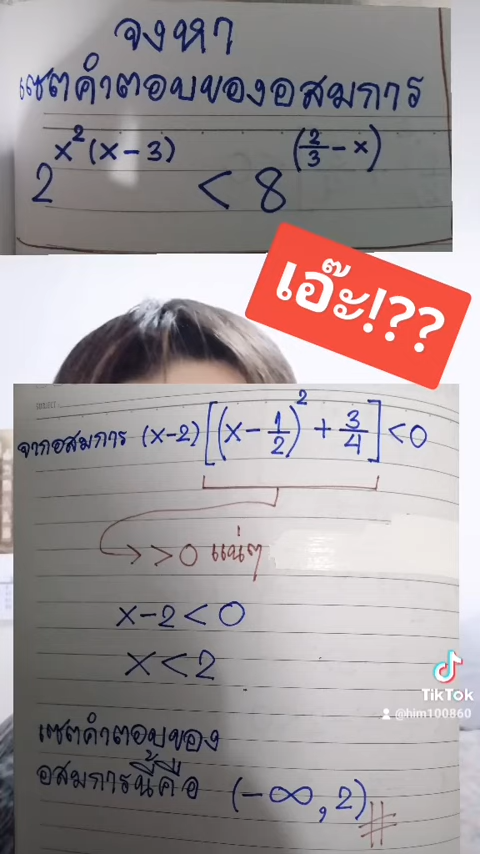 จงหา
เซตคำตอบของอสมการ
2^{x²(x-3)} < 8^{(2/3 - x)}
เอ๊ะ!??
จากอสมการ (x-2)[(x-1/2)² + 3/4] < 0
> 0 แน่ๆ
x-2 < 0
x < 2
TikTok
@him100860
เซตคำตอบของ
อสมการนี้คือ (-∞, 2) #